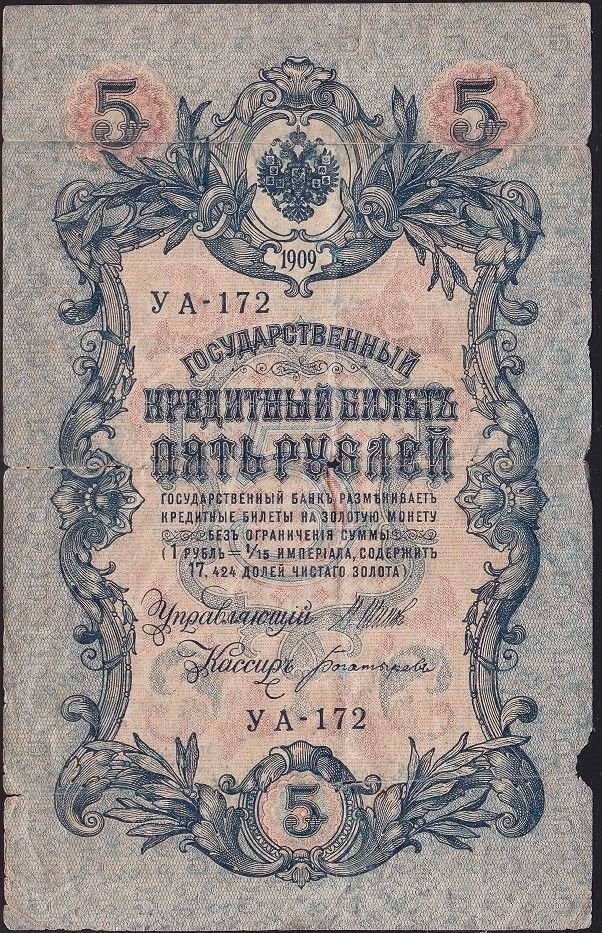 5 5
1909
УА-172
ГОСУДАРСТВЕННЫЙ
КРЕДИТНЫЙ БИЛЕТЪ
ПЯТЬ РУБЛЕЙ
ГОСУДАРСТВЕННЫЙ БАНКЪ РАЗМѢНИВАЕТЪ
КРЕДИТНЫЕ БИЛЕТЫ НА ЗОЛОТУЮ МОНЕТУ
БЕЗЪ ОГРАНИЧЕНІЯ СУММЫ
(1 РУБЛЬ = 1/15 ИМПЕРІАЛА, СОДЕРЖИТЪ
17,424 ДОЛЕЙ ЧИСТАГО ЗОЛОТА).
Управляющій
Кассиръ Богатыревъ
УА-172
5